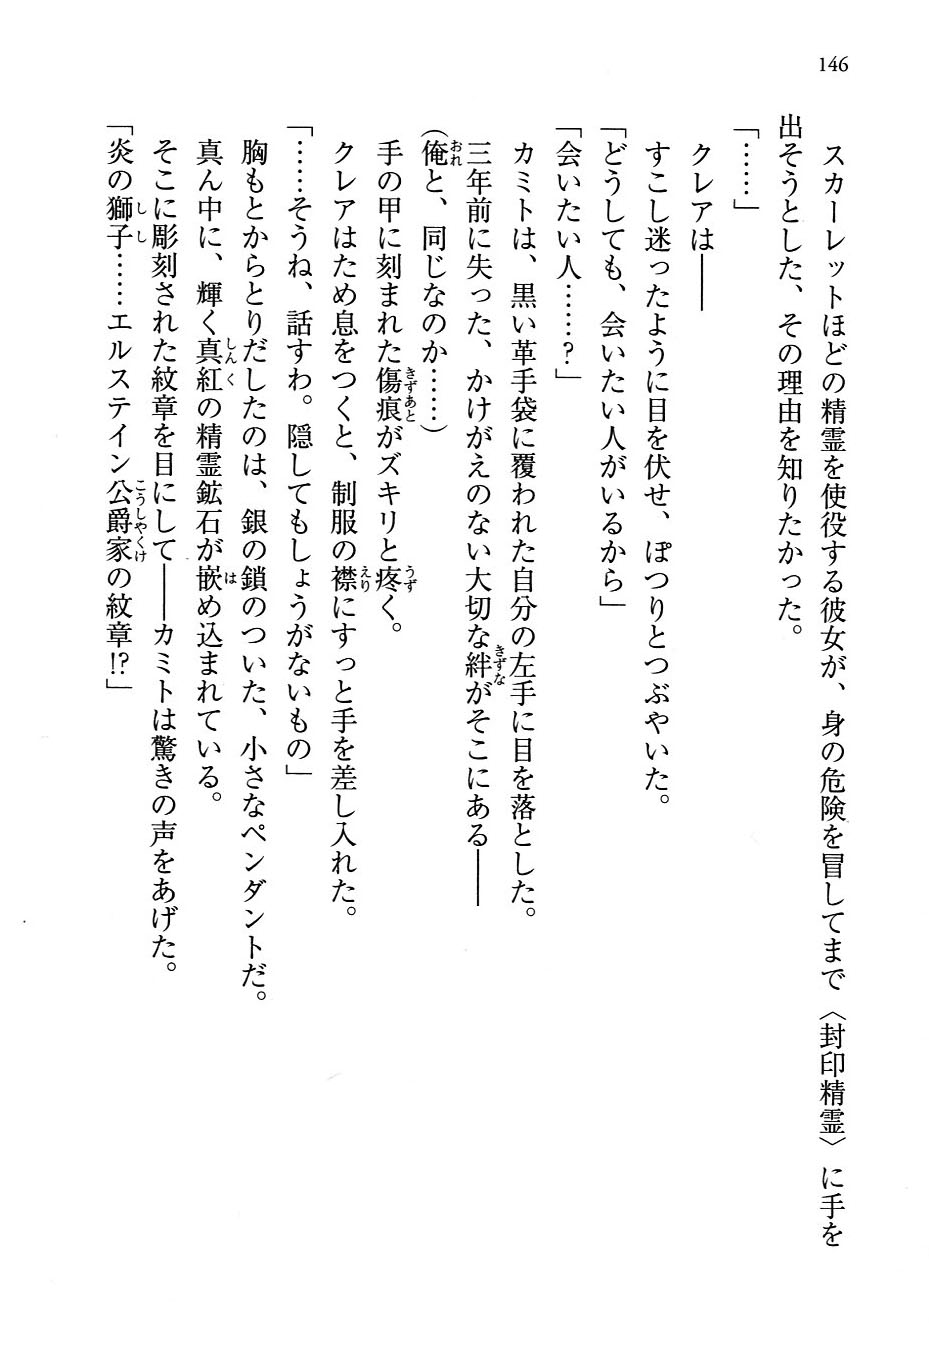 146
スカーレットほどの精霊を使役する彼女が、身の危険を冒してまで〈封印精霊〉に手を
出そうとした、その理由を知りたかった。
「……」
クレアは――
すこし迷ったように目を伏せ、ぽつりとつぶやいた。
「どうしても、会いたい人がいるから」
「会いたい人……？」
カミトは、黒い革手袋に覆われた自分の左手に目を落とした。
三年前に失った、かけがえのない大切な絆がそこにある――
（俺と、同じなのか……）
手の甲に刻まれた傷痕がズキリと疼く。
クレアはため息をつくと、制服の襟にすっと手を差し入れた。
「……そうね、話すわ。隠してもしょうがないもの」
胸もとからとりだしたのは、銀の鎖のついた、小さなペンダントだ。
真ん中に、輝く真紅の精霊鉱石が嵌め込まれている。
そこに彫刻された紋章を目にして――カミトは驚きの声をあげた。
「炎の獅子……エルステイン公爵家の紋章!?」